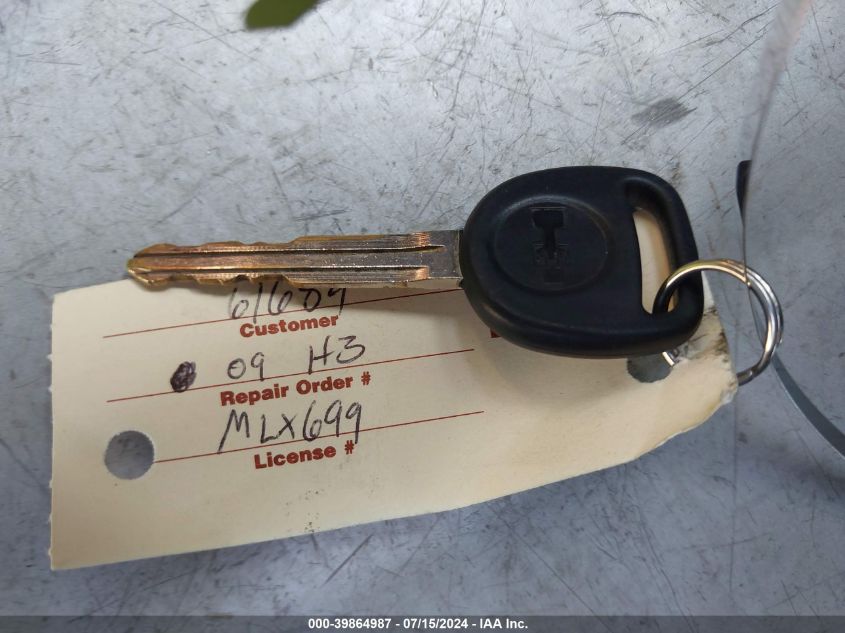 61609
Customer
09 H3
Repair Order #
MLX699
License #
000-39864987 - 07/15/2024 - IAA Inc.